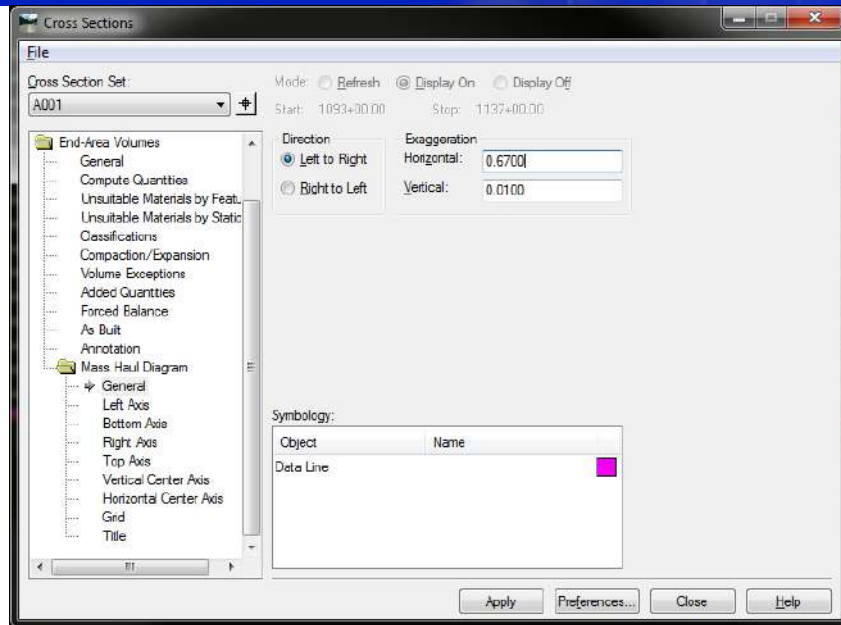 Cross Sections
File
Cross Section Set:
A001
Mode: Refresh Display On Display Off
Start: 1093+00.00 Stop: 1137+00.00
End-Area Volumes
General
Compute Quantities
Unsuitable Materials by Featu
Unsuitable Materials by Static
Classifications
Compaction/Expansion
Volume Exceptions
Added Quantities
Forced Balance
As Built
Annotation
Mass Haul Diagram
General
Left Axis
Bottom Axis
Right Axis
Top Axis
Vertical Center Axis
Horizontal Center Axis
Grid
Title
Direction
Left to Right
Right to Left
Exaggeration
Horizontal: 0.6700
Vertical: 0.0100
Symbology:
Object Name
Data Line
Apply Preferences... Close Help